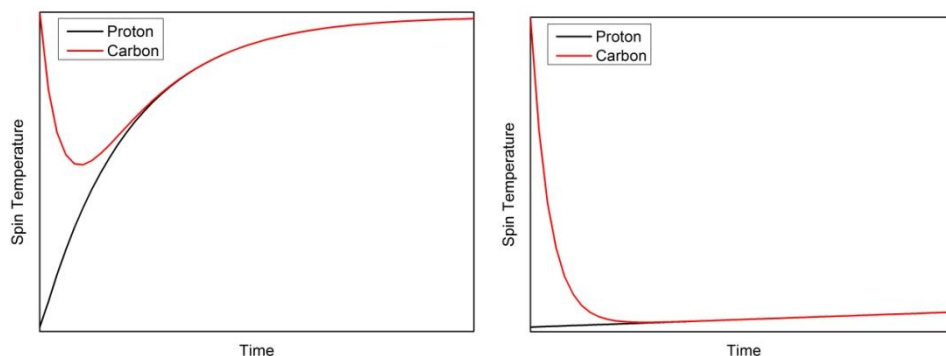 Proton
Carbon
Spin Temperature
Time
Proton
Carbon
Spin Temperature
Time